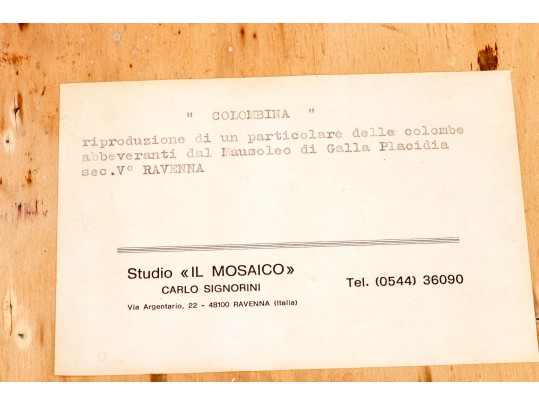 " COLOMBINA "
riproduzione di un particolare delle colombe
abbeveranti dal Mausoleo di Galla Placidia
sec.V° RAVENNA
Studio «IL MOSAICO»
CARLO SIGNORINI
Tel. (0544) 36090
Via Argentario, 22 - 48100 RAVENNA (Italia)